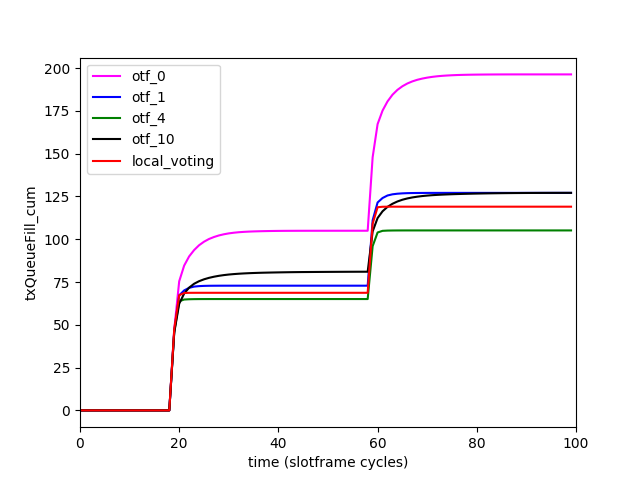 200
175
150
125
100
75
50
25
0
txQueueFill_cum
otf_0
otf_1
otf_4
otf_10
local_voting
0 20 40 60 80 100
time (slotframe cycles)